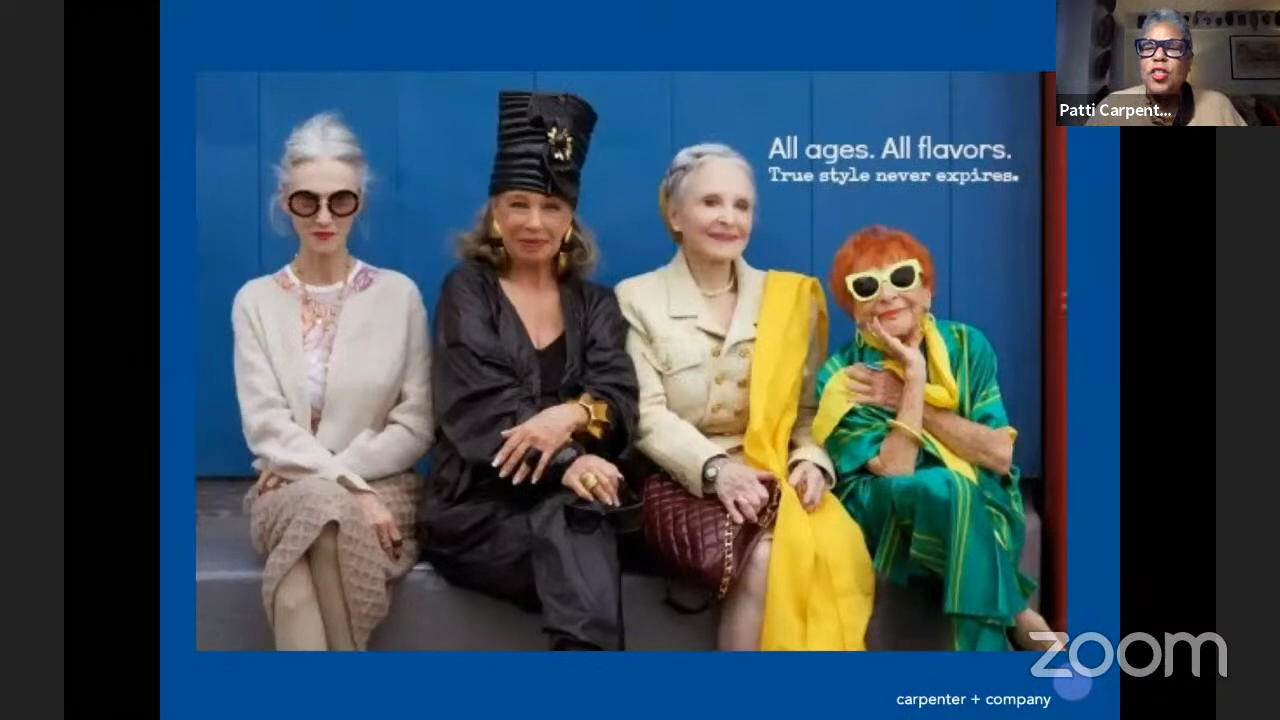 Patti Carpent...
All ages. All flavors.
True style never expires.
zoom
carpenter + company